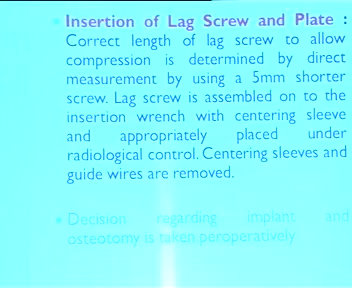 • Insertion of Lag Screw and Plate :
Correct length of lag screw to allow
compression is determined by direct
measurement by using a 5mm shorter
screw. Lag screw is assembled on to the
insertion wrench with centering sleeve
and appropriately placed under
radiological control. Centering sleeves and
guide wires are removed.
• Decision regarding implant and
osteotomy is taken peroperatively